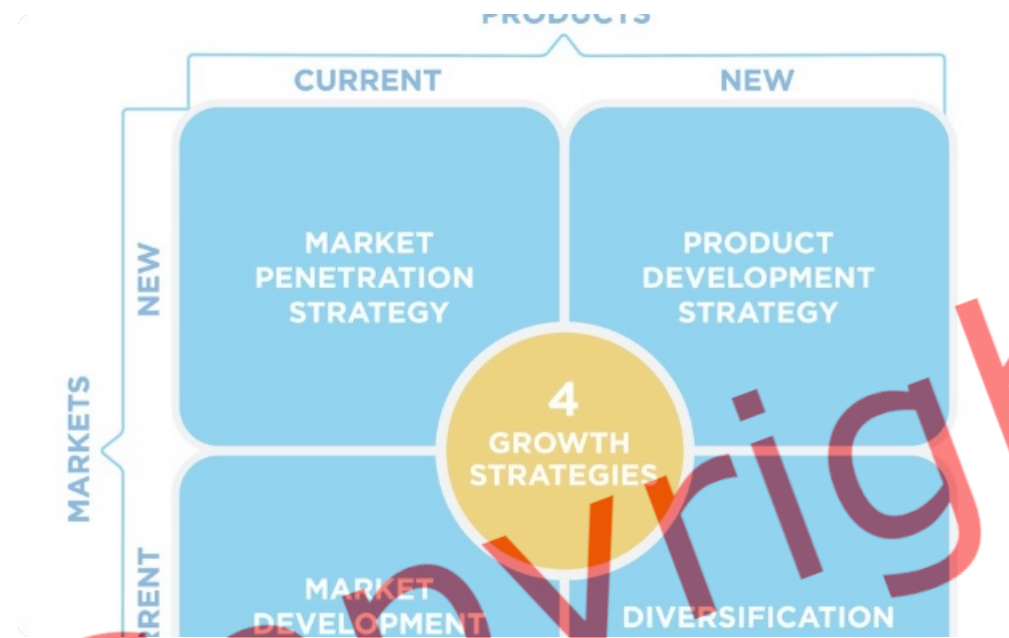 PRODUCTS
CURRENT
NEW
NEW
MARKET
PENETRATION
STRATEGY
PRODUCT
DEVELOPMENT
STRATEGY
4
GROWTH
STRATEGIES
MARKETS
MARKET
DEVELOPMENT
DIVERSIFICATION